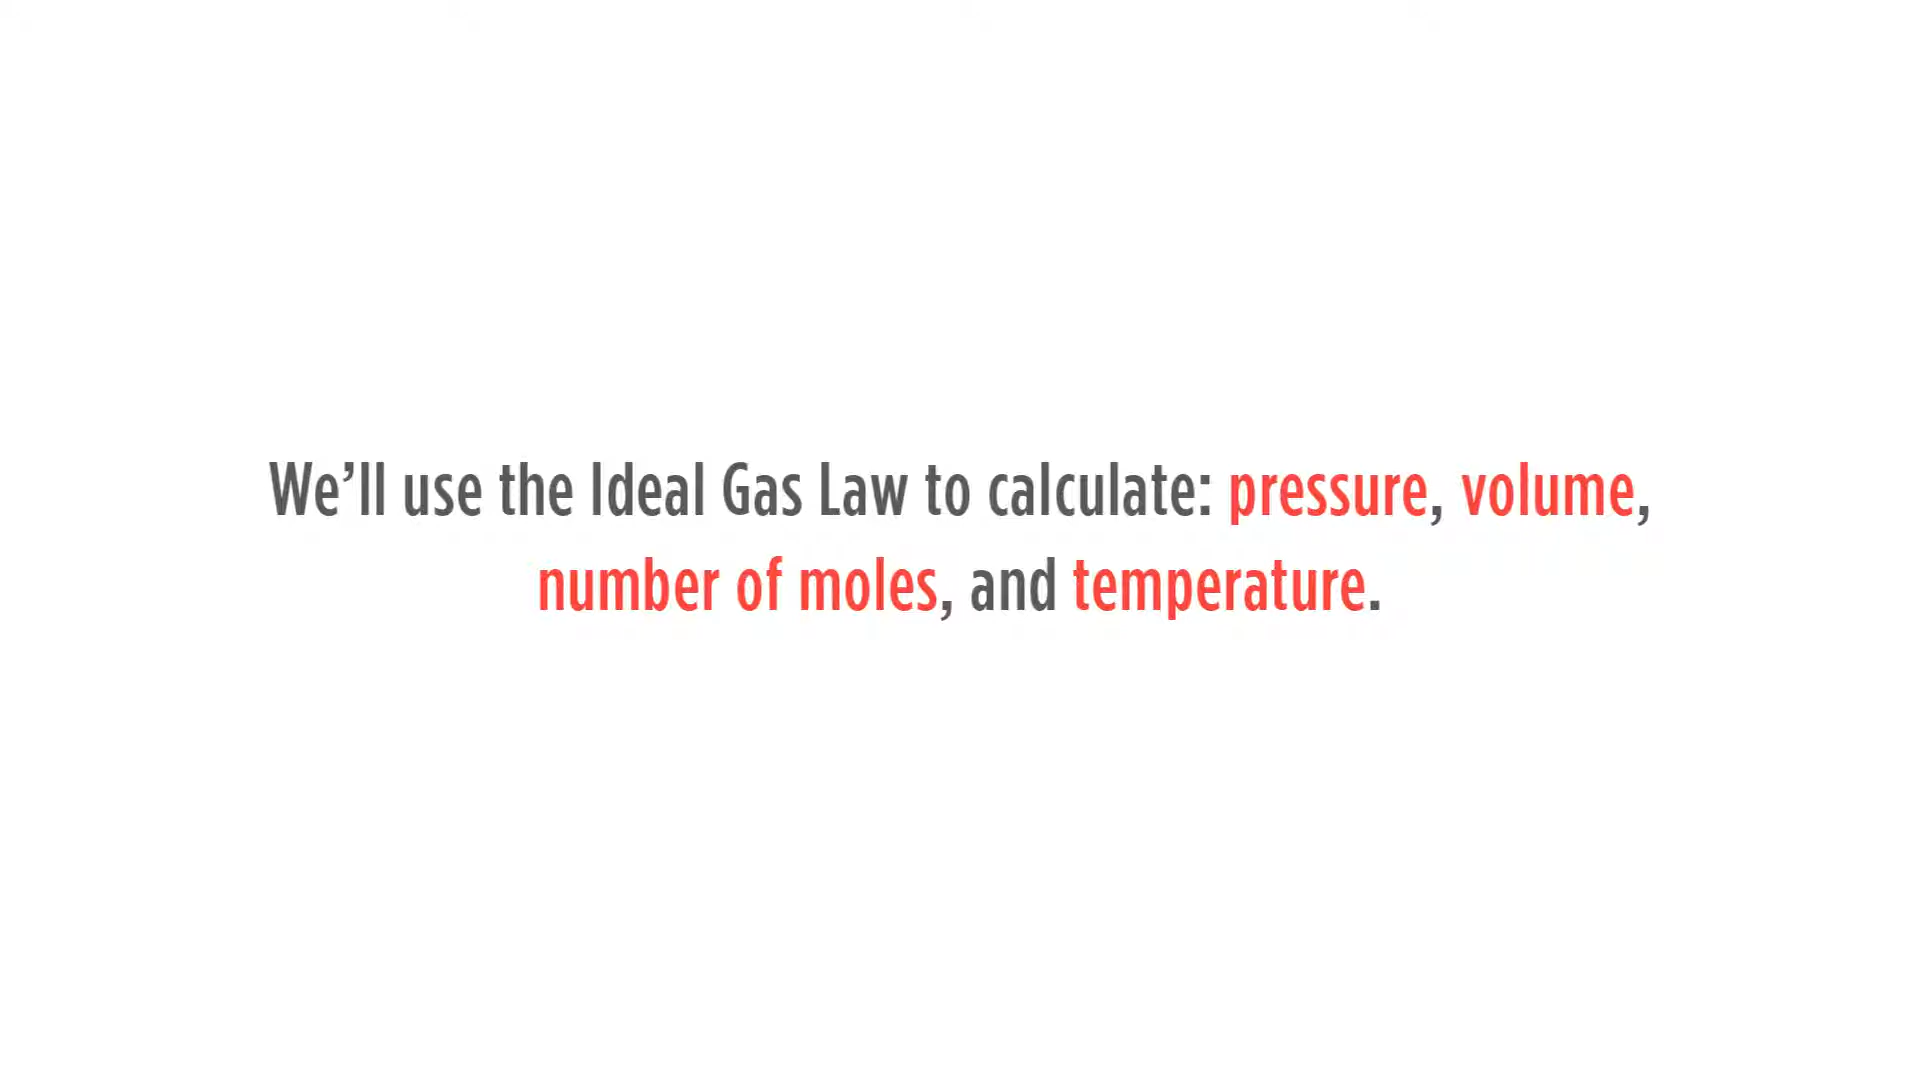 We’ll use the Ideal Gas Law to calculate: pressure, volume,
number of moles, and temperature.